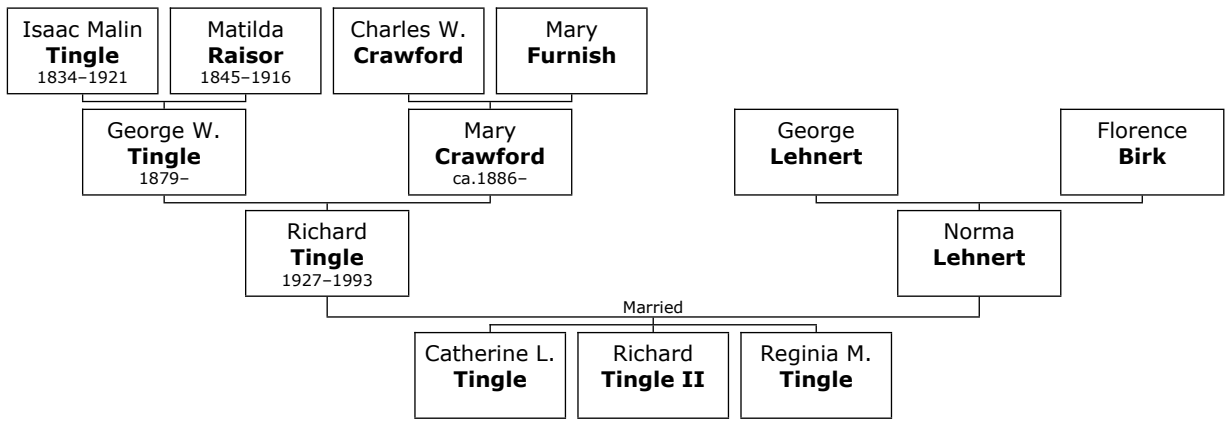 Isaac Malin
Tingle
1834–1921
Matilda
Raisor
1845–1916
Charles W.
Crawford
Mary
Furnish
George W.
Tingle
1879–
Mary
Crawford
ca.1886–
George
Lehnert
Florence
Birk
Richard
Tingle
1927–1993
Norma
Lehnert
Married
Catherine L.
Tingle
Richard
Tingle II
Reginia M.
Tingle